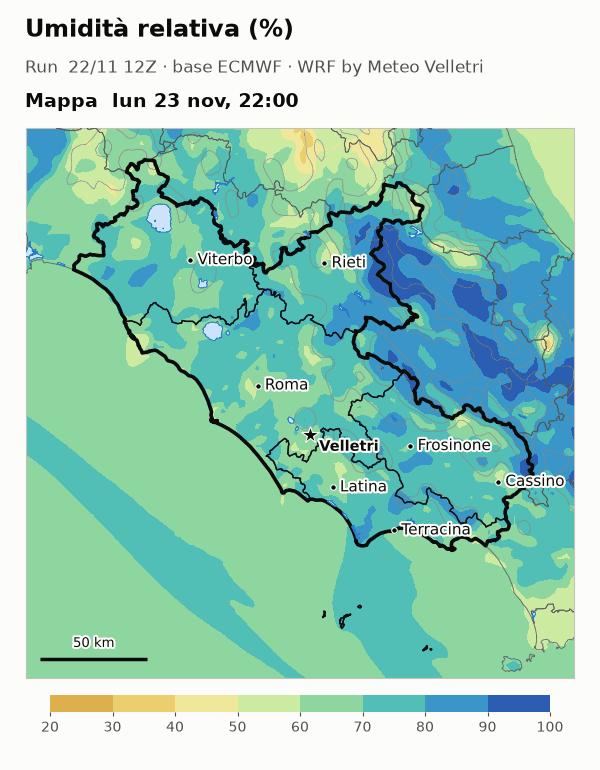 Umidità relativa (%)
Run  22/11 12Z · base ECMWF · WRF by Meteo Velletri
Mappa  lun 23 nov, 22:00
Viterbo
Rieti
Roma
Velletri
Frosinone
Latina
Cassino
Terracina
50 km
20 30 40 50 60 70 80 90 100